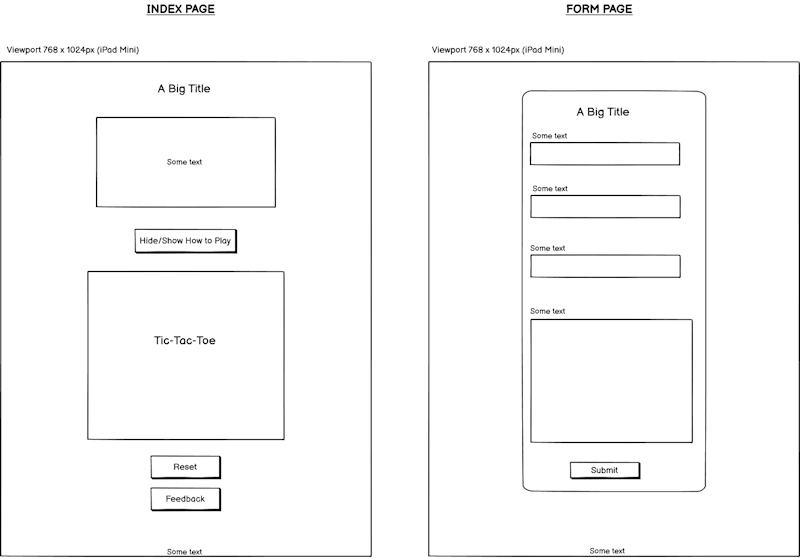 INDEX PAGE
Viewport 768 x 1024px (iPad Mini)
A Big Title
Some text
Hide/Show How to Play
Tic-Tac-Toe
Reset
Feedback
Some text
FORM PAGE
Viewport 768 x 1024px (iPad Mini)
A Big Title
Some text
Some text
Some text
Some text
Submit
Some text